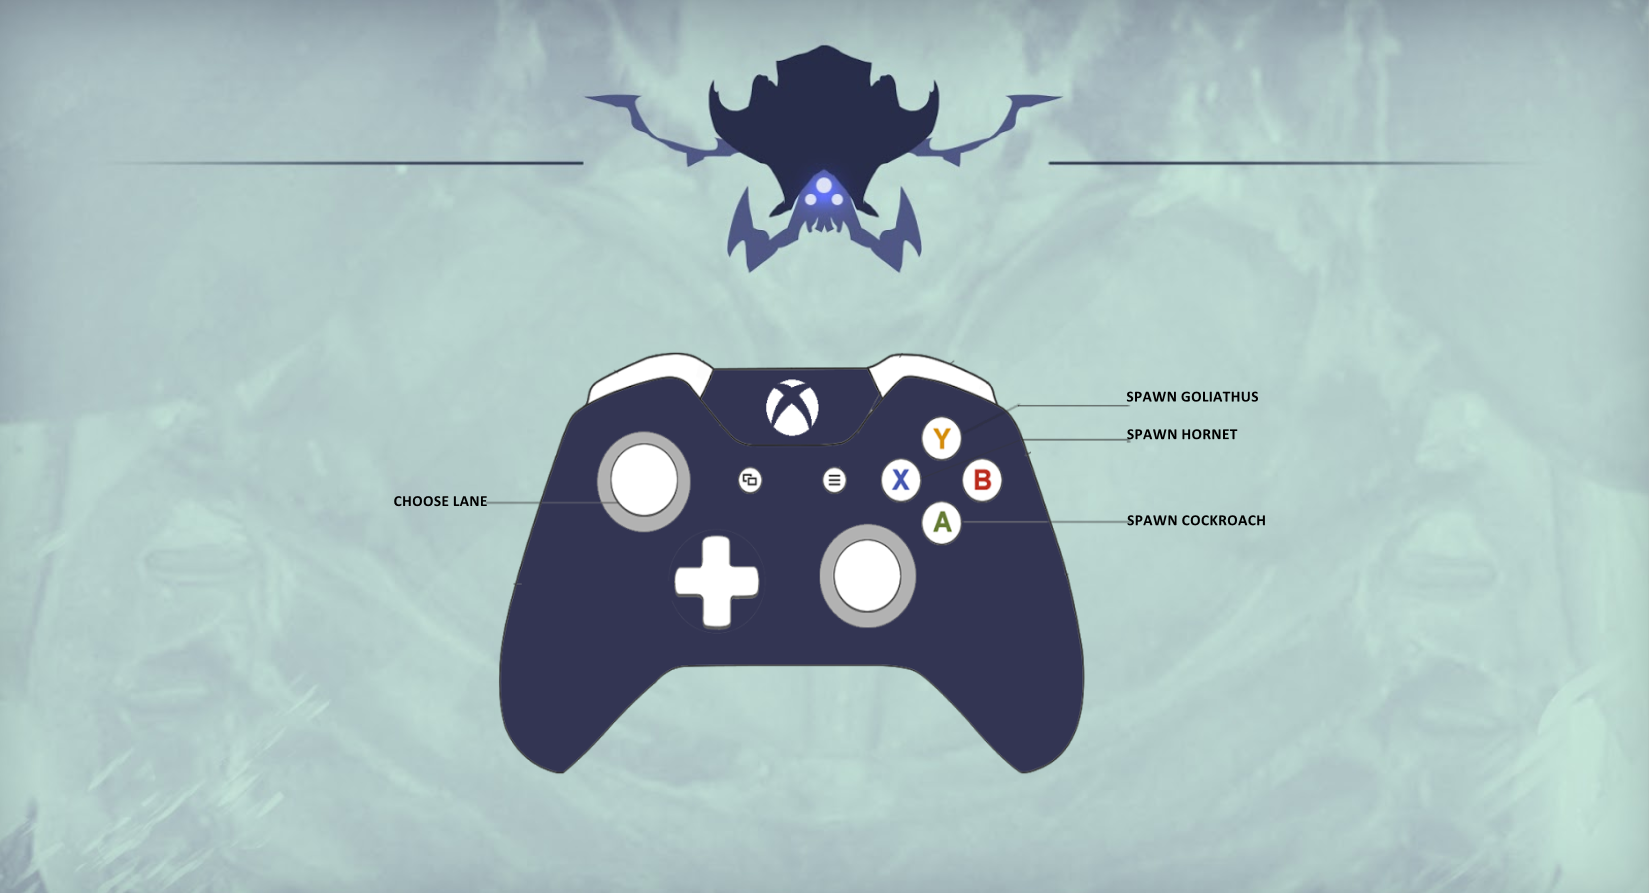 SPAWN GOLIATHUS
SPAWN HORNET
Y
X
B
CHOOSE LANE
A
SPAWN COCKROACH